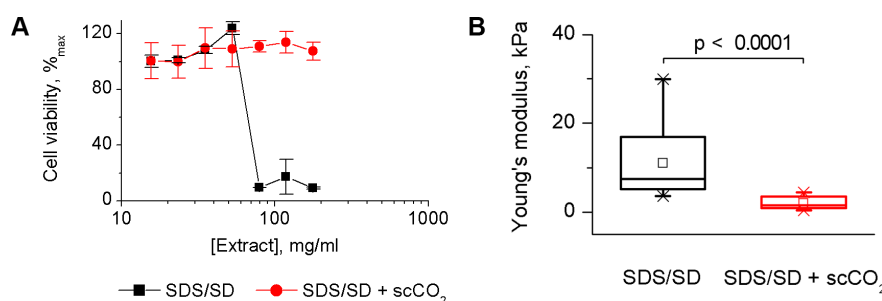 A
Cell viability, %max
120
80
40
0
10
100
1000
[Extract], mg/ml
SDS/SD
SDS/SD + scCO2
B
Young's modulus, kPa
40
20
0
p < 0.0001
SDS/SD
SDS/SD + scCO2